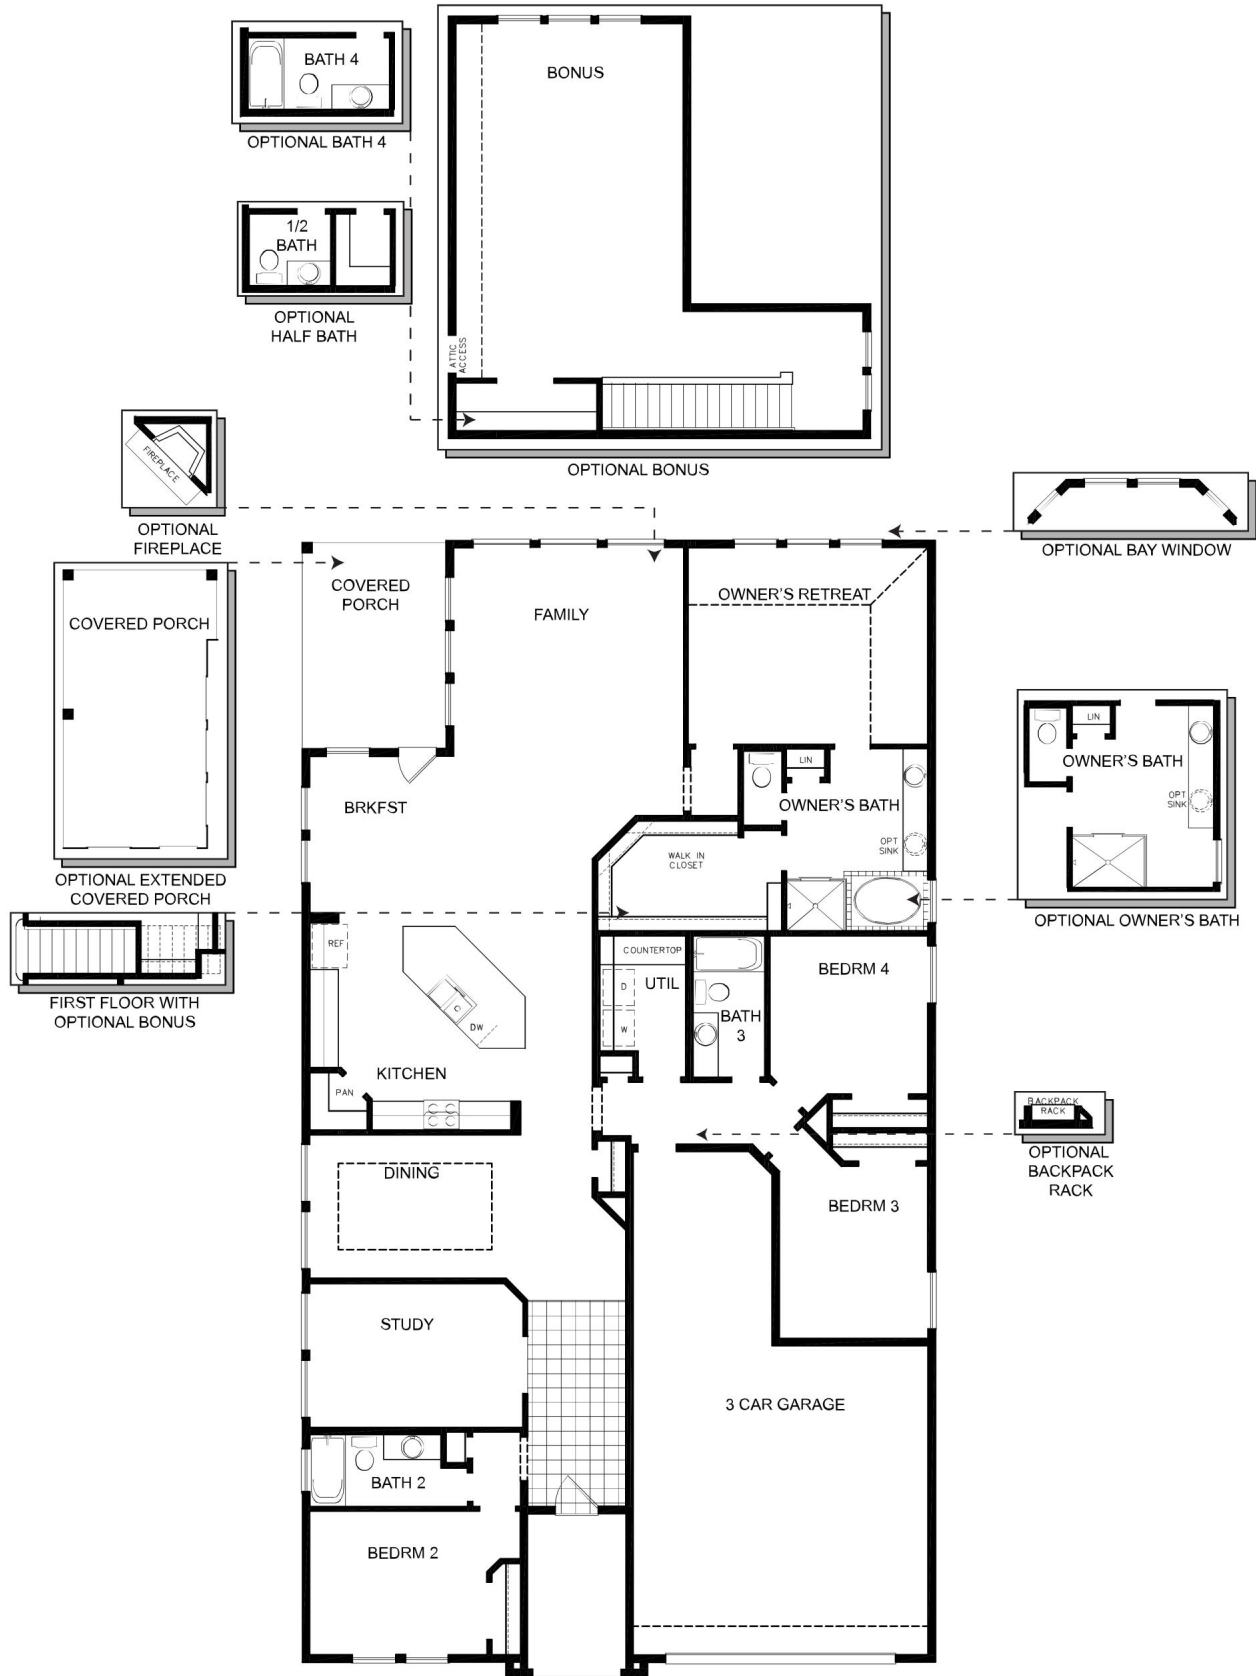 BATH 4
OPTIONAL BATH 4
1/2
BATH
OPTIONAL
HALF BATH
BONUS
ATTIC
ACCESS
OPTIONAL BONUS
FIREPLACE
OPTIONAL
FIREPLACE
OPTIONAL BAY WINDOW
COVERED PORCH
OPTIONAL EXTENDED
COVERED PORCH
FIRST FLOOR WITH
OPTIONAL BONUS
COVERED
PORCH
FAMILY
OWNER'S RETREAT
BRKFST
LIN
OWNER'S BATH
OPT
SINK
WALK IN
CLOSET
LIN
OWNER'S BATH
OPT
SINK
OPTIONAL OWNER'S BATH
REF
DW
KITCHEN
PAN
COUNTERTOP
UTIL
D
W
BATH
3
BEDRM 4
BACKPACK
RACK
OPTIONAL
BACKPACK
RACK
DINING
BEDRM 3
STUDY
3 CAR GARAGE
BATH 2
BEDRM 2